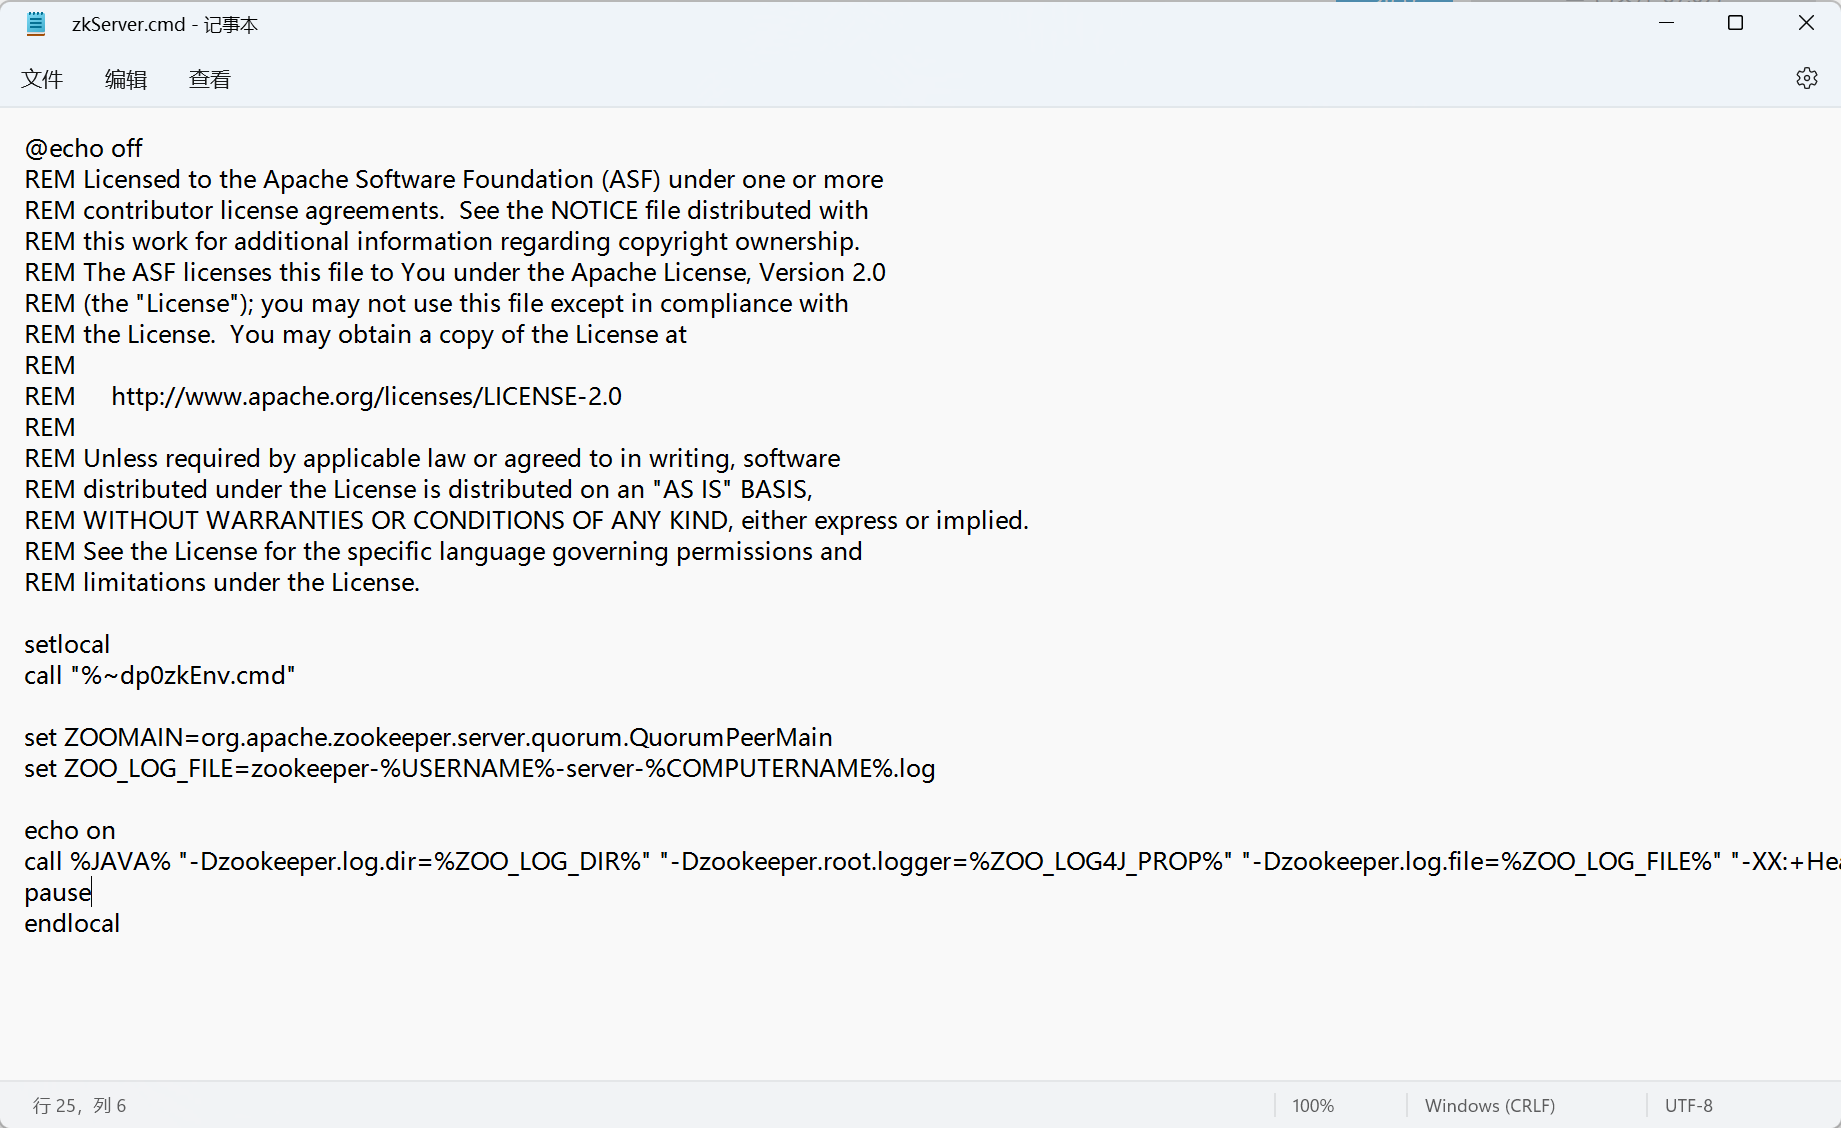 zkServer.cmd - 记事本
文件 编辑 查看
@echo off
REM Licensed to the Apache Software Foundation (ASF) under one or more
REM contributor license agreements.  See the NOTICE file distributed with
REM this work for additional information regarding copyright ownership.
REM The ASF licenses this file to You under the Apache License, Version 2.0
REM (the "License"); you may not use this file except in compliance with
REM the License.  You may obtain a copy of the License at
REM
REM     http://www.apache.org/licenses/LICENSE-2.0
REM
REM Unless required by applicable law or agreed to in writing, software
REM distributed under the License is distributed on an "AS IS" BASIS,
REM WITHOUT WARRANTIES OR CONDITIONS OF ANY KIND, either express or implied.
REM See the License for the specific language governing permissions and
REM limitations under the License.
setlocal
call "%~dp0zkEnv.cmd"
set ZOOMAIN=org.apache.zookeeper.server.quorum.QuorumPeerMain
set ZOO_LOG_FILE=zookeeper-%USERNAME%-server-%COMPUTERNAME%.log
echo on
call %JAVA% "-Dzookeeper.log.dir=%ZOO_LOG_DIR%" "-Dzookeeper.root.logger=%ZOO_LOG4J_PROP%" "-Dzookeeper.log.file=%ZOO_LOG_FILE%" "-XX:+Hea
pause
endlocal
行 25，列 6 100% Windows (CRLF) UTF-8